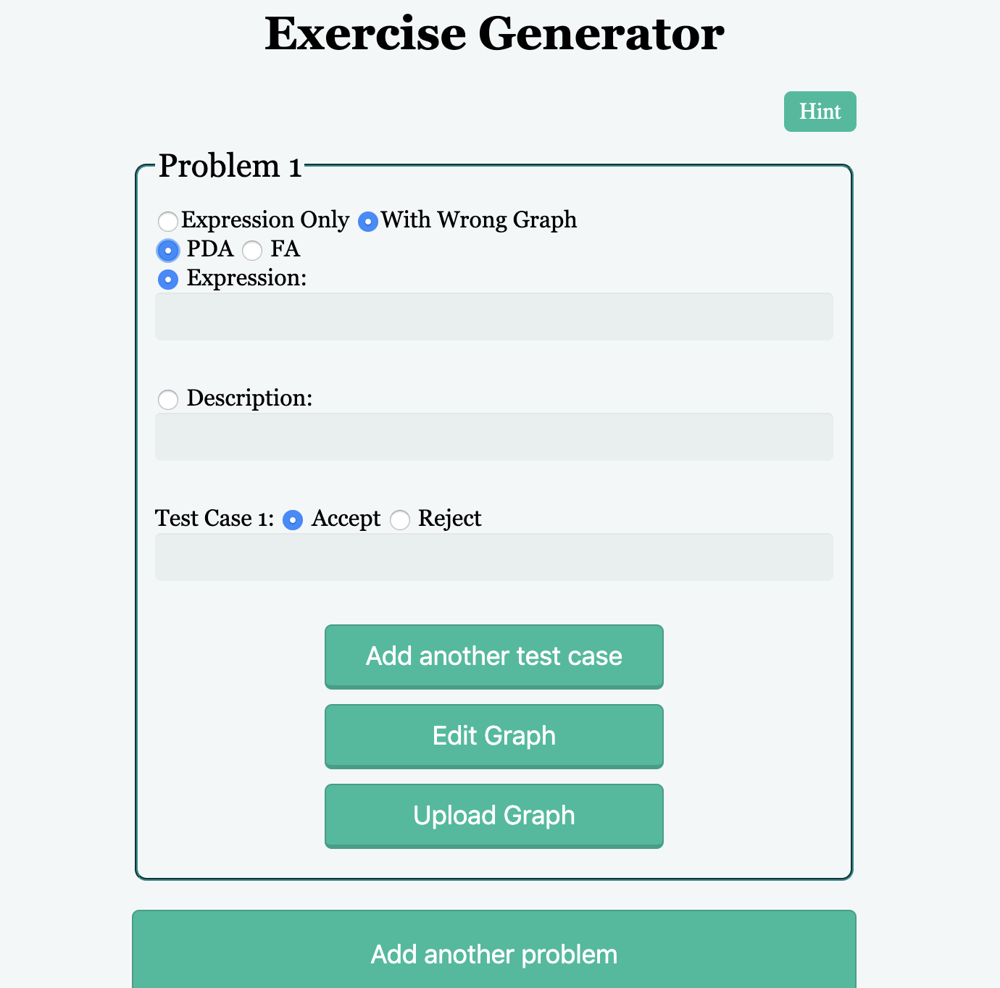 Exercise Generator
Hint
Problem 1
Expression Only With Wrong Graph
PDA FA
Expression:
Description:
Test Case 1: Accept Reject
Add another test case
Edit Graph
Upload Graph
Add another problem